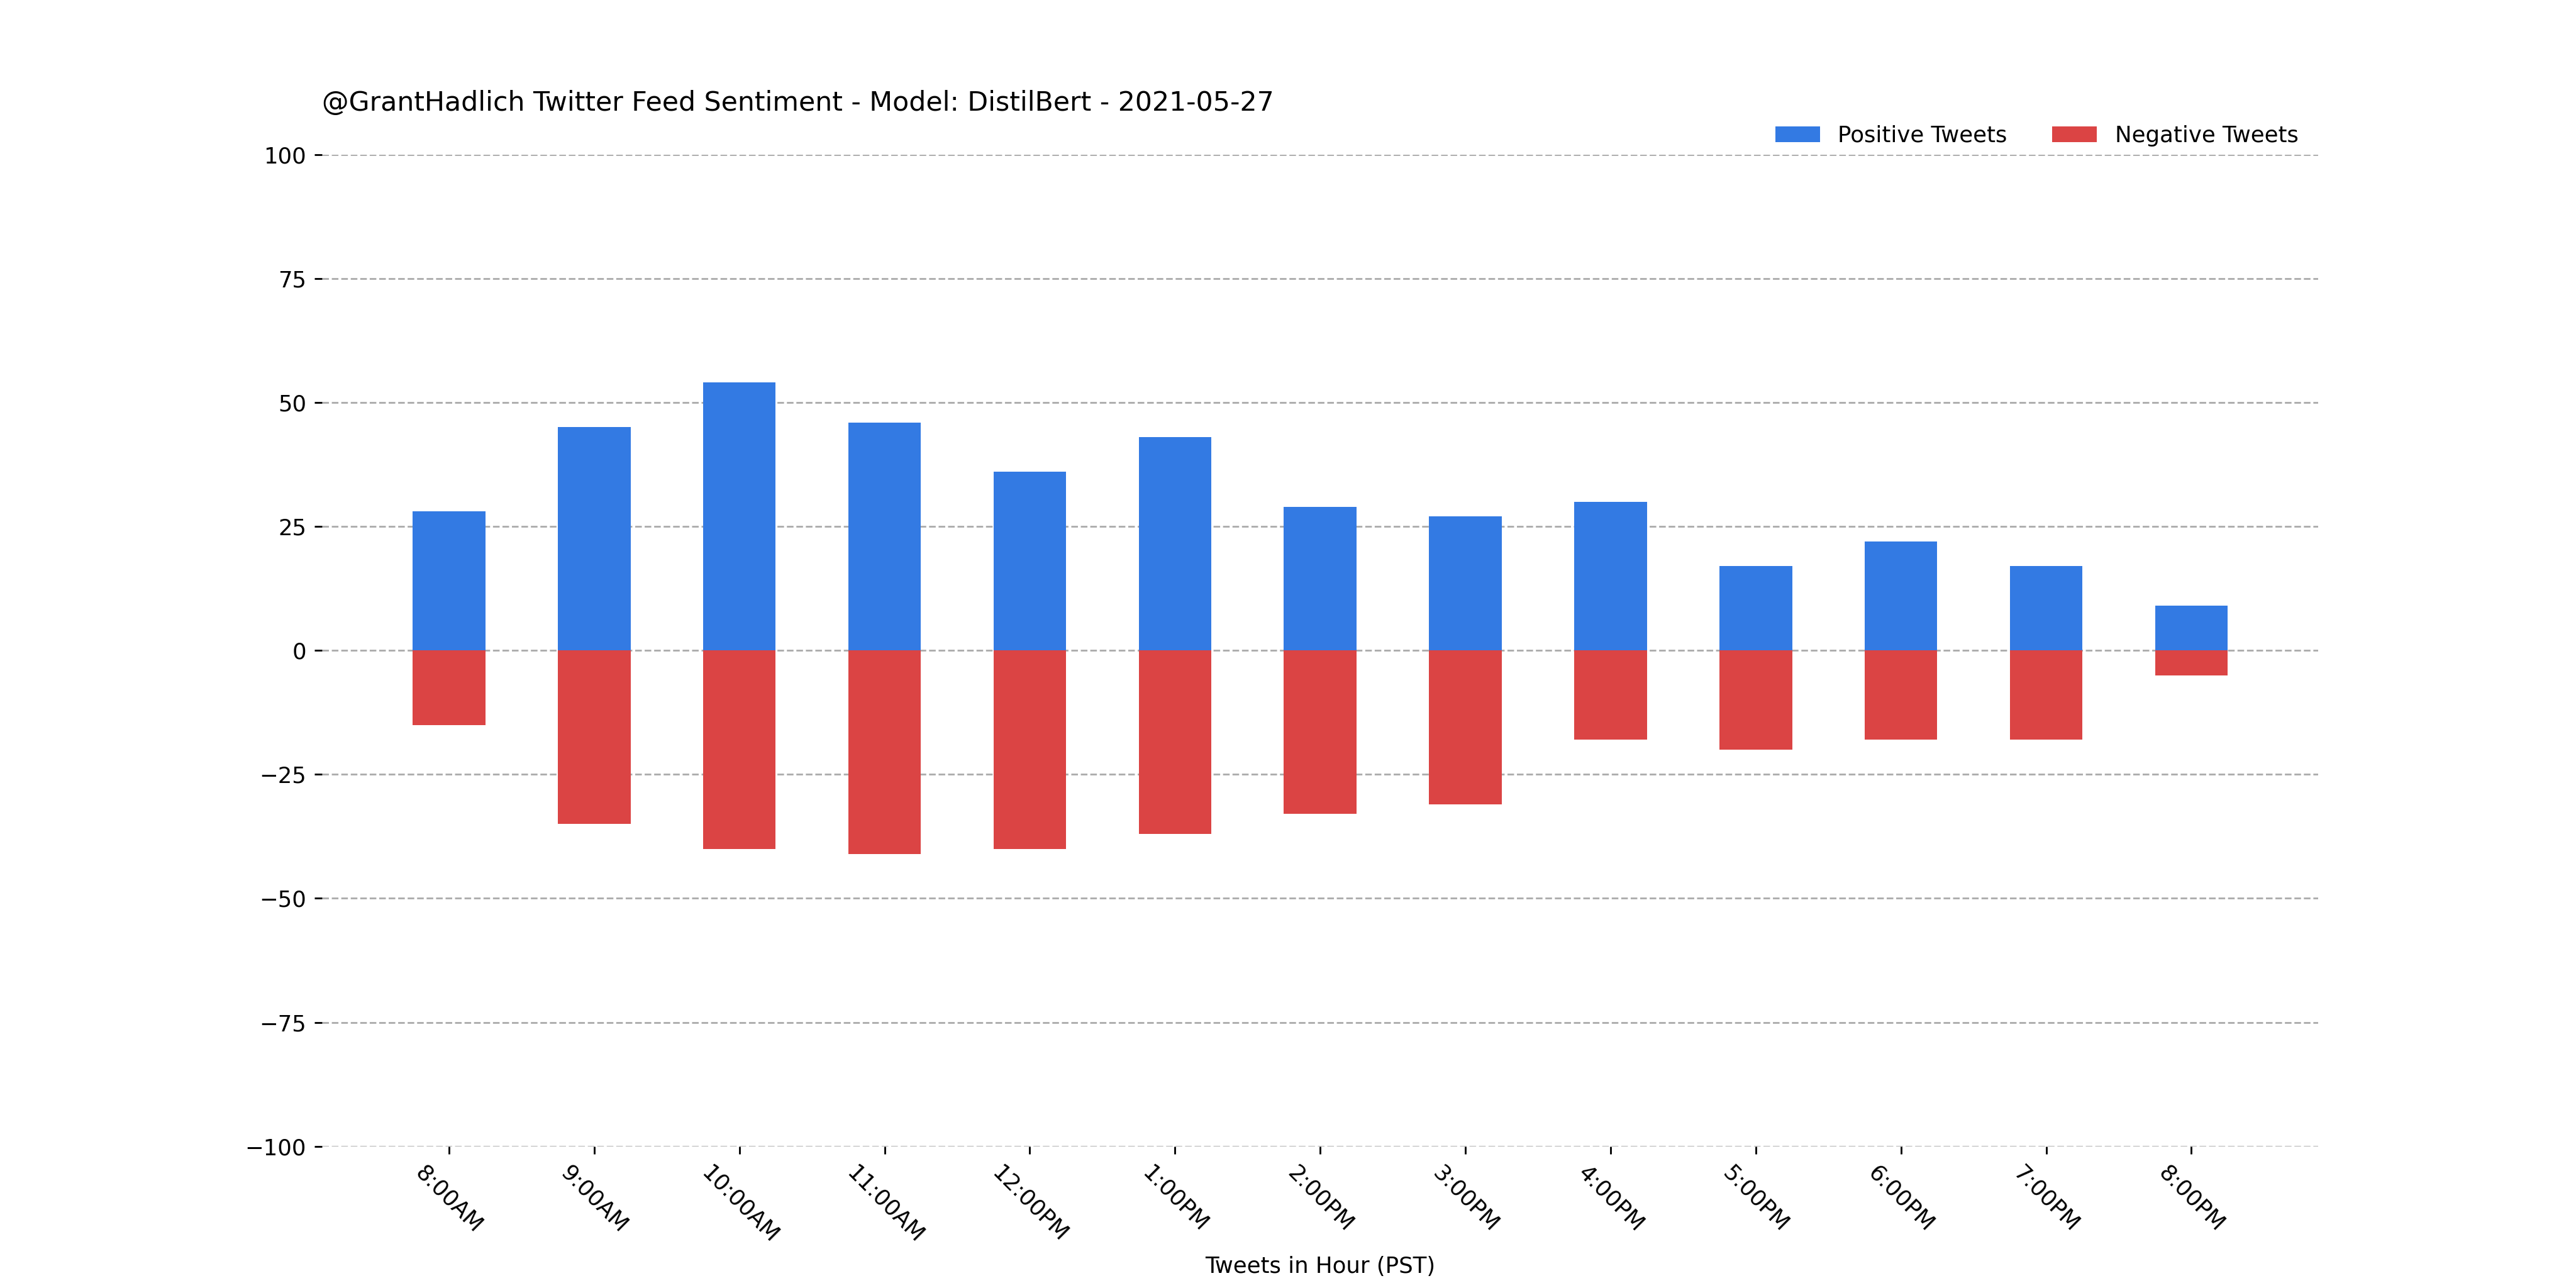 @GrantHadlich Twitter Feed Sentiment - Model: DistilBert - 2021-05-27
Positive Tweets Negative Tweets
100
75
50
25
0
−25
−50
−75
−100
8:00AM 9:00AM 10:00AM 11:00AM 12:00PM 1:00PM 2:00PM 3:00PM 4:00PM 5:00PM 6:00PM 7:00PM 8:00PM
Tweets in Hour (PST)